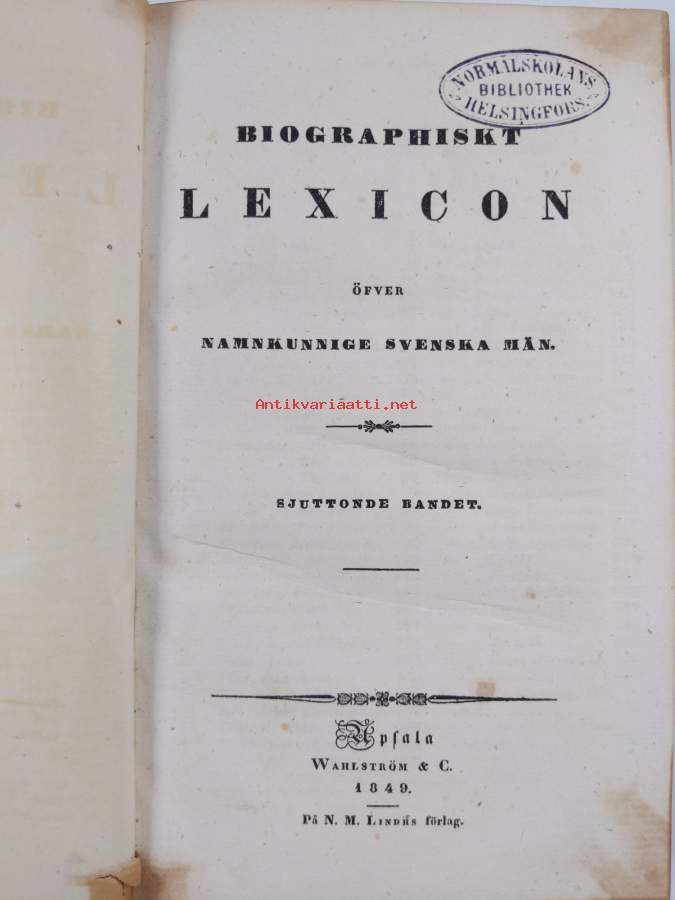 NORMALSKOLANS
BIBLIOTHEK
HELSINGFORS.
BIOGRAPHISKT
LEXICON
ÖFVER
NAMNKUNNIGE SVENSKA MÄN.
Antikvariaatti.net
SJUTTONDE BANDET.
Upſala
WAHLSTRÖM & C.
1849.
På N. M. LINDHS förlag.